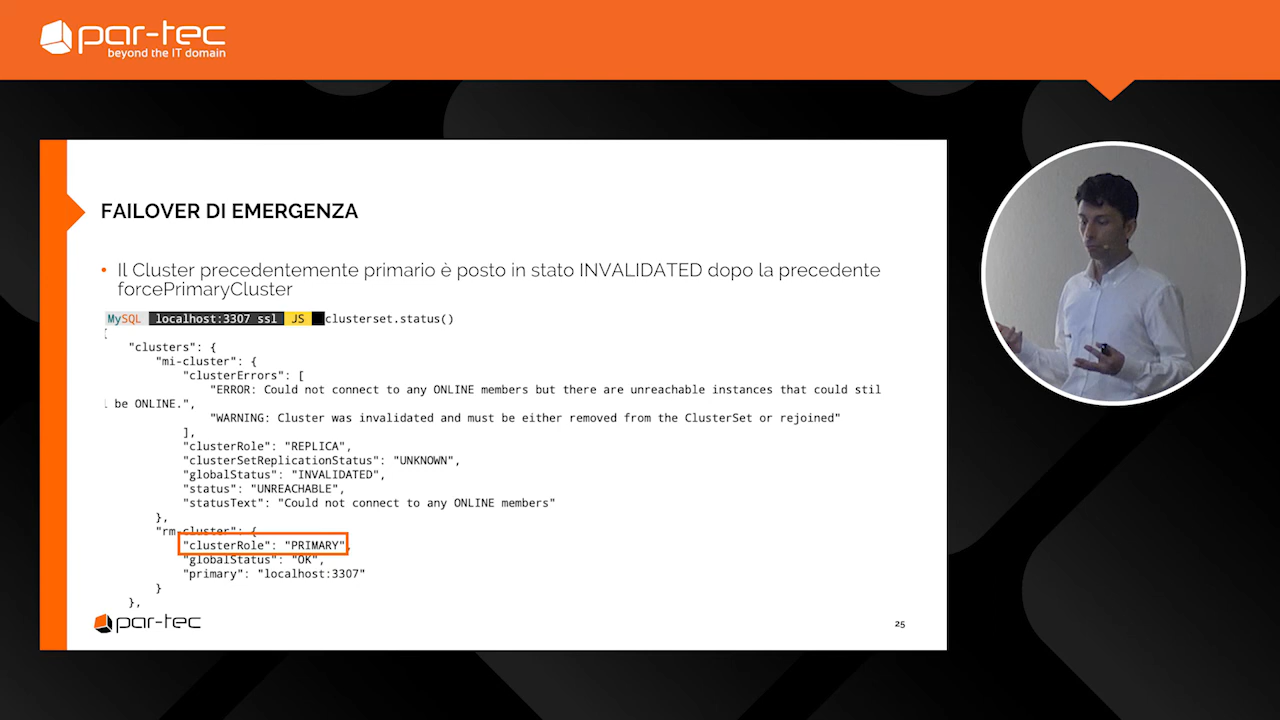 par-tec
beyond the IT domain
FAILOVER DI EMERGENZA
• Il Cluster precedentemente primario è posto in stato INVALIDATED dopo la precedente
forcePrimaryCluster
MySQL localhost:3307 ssl JS clusterset.status()
{
"clusters": {
"mi-cluster": {
"clusterErrors": [
"ERROR: Could not connect to any ONLINE members but there are unreachable instances that could stil
l be ONLINE.",
"WARNING: Cluster was invalidated and must be either removed from the ClusterSet or rejoined"
],
"clusterRole": "REPLICA",
"clusterSetReplicationStatus": "UNKNOWN",
"globalStatus": "INVALIDATED",
"status": "UNREACHABLE",
"statusText": "Could not connect to any ONLINE members"
},
"rm-cluster": {
"clusterRole": "PRIMARY",
"globalStatus": "OK",
"primary": "localhost:3307"
}
},
par-tec
25